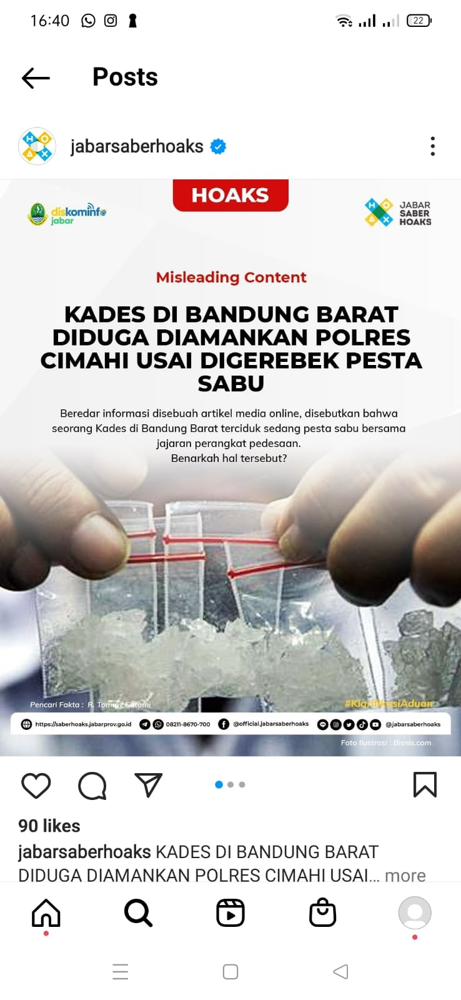 16:40
22
Posts
jabarsaberhoaks
HOAKS
diskominfo
jabar
H O A X
JABAR
SABER
HOAKS
Misleading Content
KADES DI BANDUNG BARAT
DIDUGA DIAMANKAN POLRES
CIMAHI USAI DIGEREBEK PESTA
SABU
Beredar informasi disebuah artikel media online, disebutkan bahwa
seorang Kades di Bandung Barat terciduk sedang pesta sabu bersama
jajaran perangkat pedesaan.
Benarkah hal tersebut?
Pencari Fakta : R. Tommy Sutami
#KlarifikasiAduan
https://saberhoaks.jabarprov.go.id 08211-8670-700 @official.jabarsaberhoaks @jabarsaberhoaks
Foto Ilustrasi : Bisnis.com
90 likes
jabarsaberhoaks KADES DI BANDUNG BARAT
DIDUGA DIAMANKAN POLRES CIMAHI USAI... more